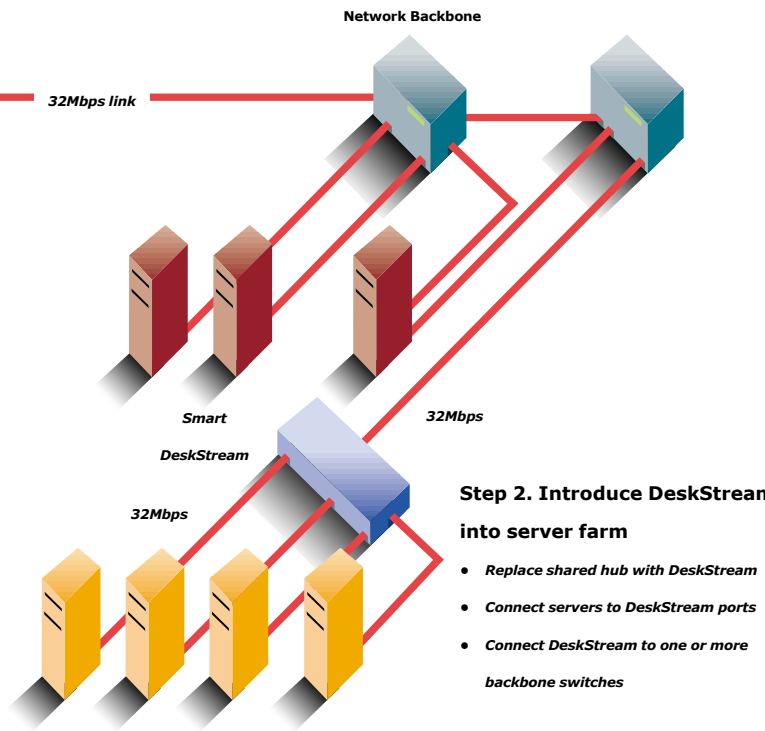 Network Backbone
32Mbps link
Smart
DeskStream
32Mbps
32Mbps
Step 2. Introduce DeskStream
into server farm
● Replace shared hub with DeskStream
● Connect servers to DeskStream ports
● Connect DeskStream to one or more
backbone switches